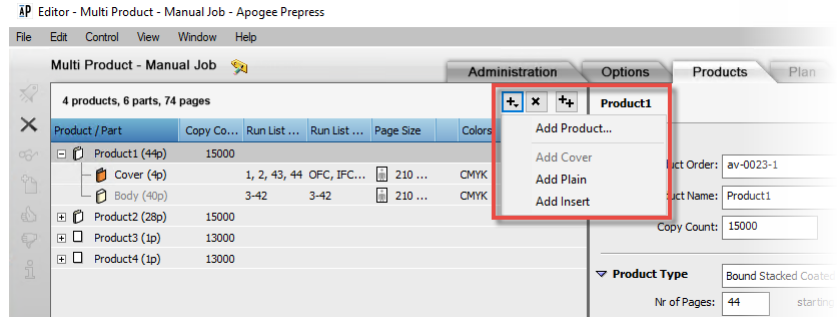 Editor - Multi Product - Manual Job - Apogee Prepress
File Edit Control View Window Help
Multi Product - Manual Job
Administration Options Products Plan
4 products, 6 parts, 74 pages
Product1
Product / Part Copy Co... Run List ... Run List ... Page Size Colors
Add Product...
Product1 (44p) 15000
Add Cover
Cover (4p) 1, 2, 43, 44 OFC, IFC... 210 ... CMYK
Add Plain
uct Order: av-0023-1
Body (40p) 3-42 3-42 210 ... CMYK
Add Insert
uct Name: Product1
Product2 (28p) 15000
Copy Count: 15000
Product3 (1p) 13000
Product4 (1p) 13000
Product Type Bound Stacked Coated
Nr of Pages: 44 starting